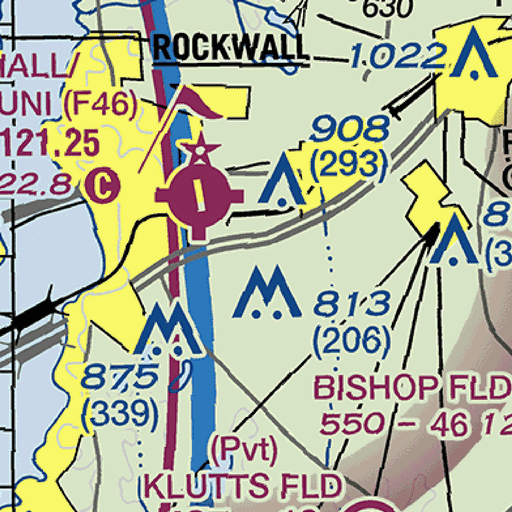 630
ROCKWALL
1022
HALL/
UNI (F46)
121.25
22.8 C
908
(293)
813
(206)
875
(339)
BISHOP FLD
550 - 46 12
(Pvt)
KLUTTS FLD